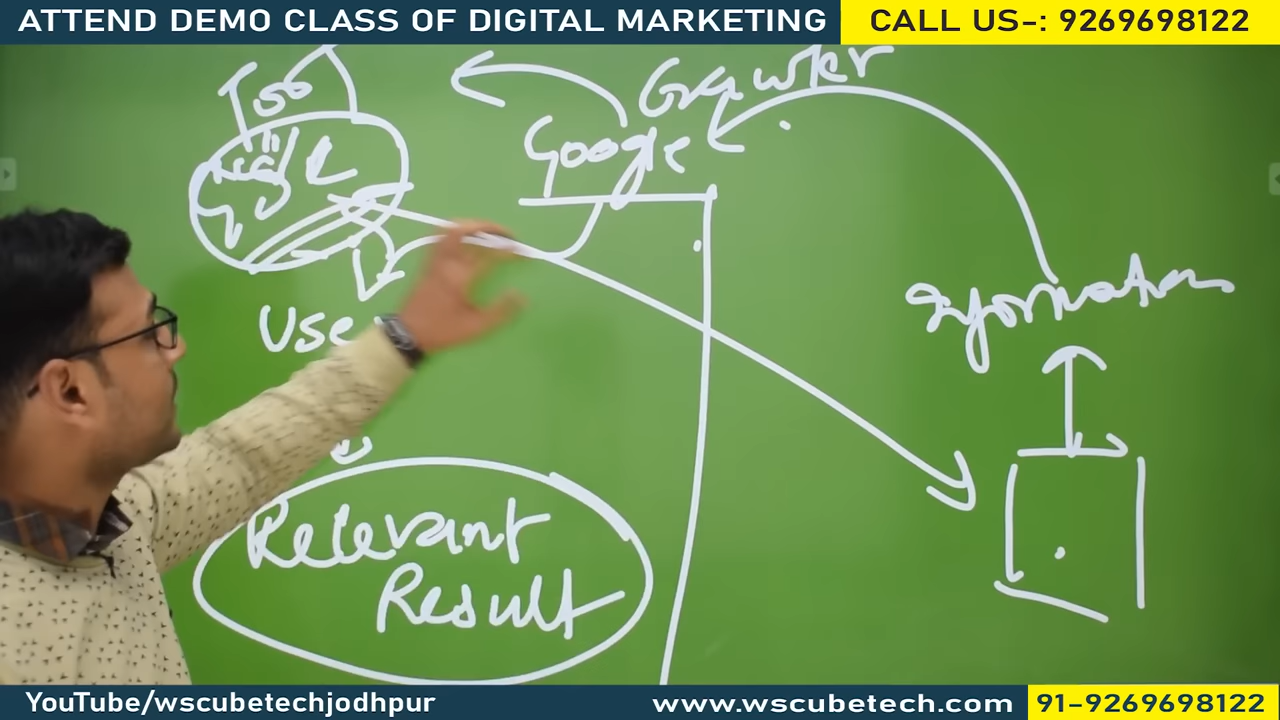 ATTEND DEMO CLASS OF DIGITAL MARKETING
CALL US-: 9269698122
Crawler
Google
Information
Use
Relevant
Result
YouTube/wscubetechjodhpur
www.wscubetech.com
91-9269698122